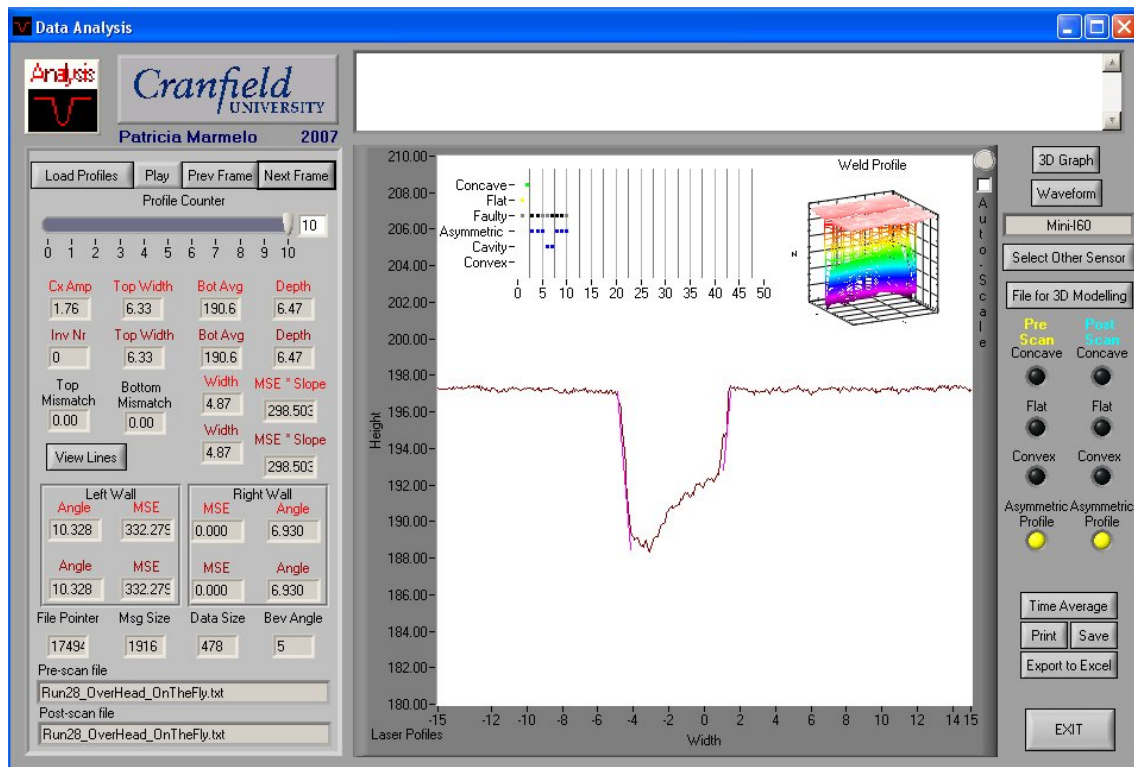 Data Analysis
Analysis
Cranfield
UNIVERSITY
Patricia Marmelo 2007
Load Profiles Play Prev Frame Next Frame
Profile Counter
10
0 1 2 3 4 5 6 7 8 9 10
Cx Amp Top Width Bot Avg Depth
1.76 6.33 190.6 6.47
Inv Nr Top Width Bot Avg Depth
0 6.33 190.6 6.47
Top Mismatch Bottom Mismatch Width MSE * Slope
0.00 0.00 4.87 298.503
Width MSE * Slope
View Lines 4.87 298.503
Left Wall Right Wall
Angle MSE MSE Angle
10.328 332.279 0.000 6.930
Angle MSE MSE Angle
10.328 332.279 0.000 6.930
File Pointer Msg Size Data Size Bev Angle
17494 1916 478 5
Pre-scan file
Run28_OverHead_OnTheFly.txt
Post-scan file
Run28_OverHead_OnTheFly.txt
210.00
208.00
206.00
204.00
202.00
200.00
198.00
196.00
194.00
192.00
190.00
188.00
186.00
184.00
182.00
180.00
Height
Concave
Flat
Faulty
Asymmetric
Cavity
Convex
0 5 10 15 20 25 30 35 40 45 50
Weld Profile
Z
Auto-Scale
-15 -12 -10 -8 -6 -4 -2 0 2 4 6 8 10 12 14 15
Laser Pofiles
Width
3D Graph
Waveform
Mini-I60
Select Other Sensor
File for 3D Modelling
Pre Scan Post Scan
Concave Concave
Flat Flat
Convex Convex
Asymmetric Profile Asymmetric Profile
Time Average
Print Save
Export to Excel
EXIT